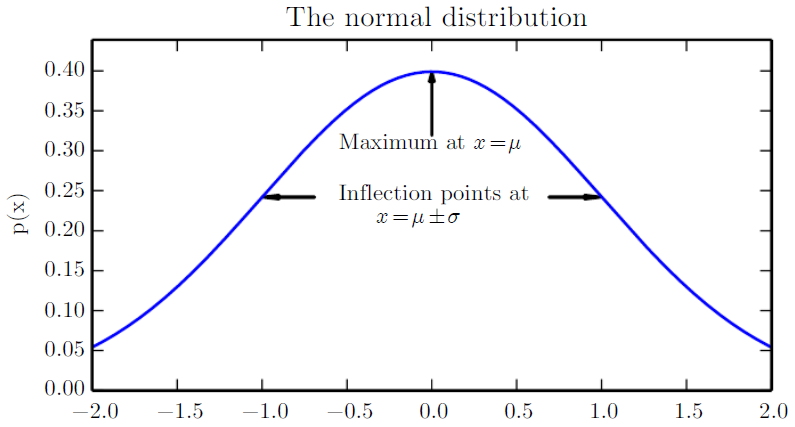 The normal distribution
0.40
0.35
0.30
0.25
0.20
0.15
0.10
0.05
0.00
p(x)
Maximum at x=μ
Inflection points at
x=μ±σ
−2.0 −1.5 −1.0 −0.5 0.0 0.5 1.0 1.5 2.0